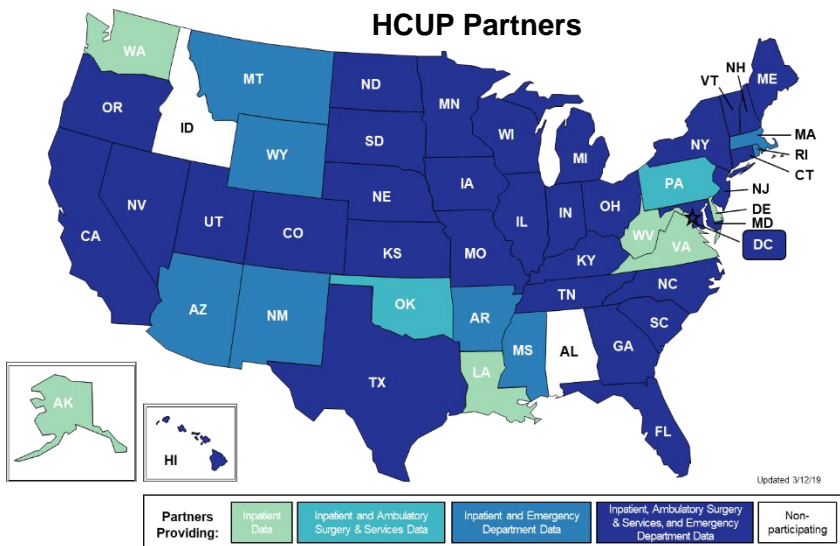 HCUP Partners
WA
MT
ND
MN
VT
NH
ME
OR
ID
SD
WI
MI
NY
MA
RI
CT
WY
NE
IA
PA
NJ
DE
MD
DC
NV
UT
CO
IL
IN
OH
WV
VA
CA
KS
MO
KY
NC
TN
SC
AZ
NM
OK
AR
MS
AL
GA
TX
LA
FL
AK
HI
Updated 3/12/19
Partners
Providing:
Inpatient
Data
Inpatient and Ambulatory
Surgery & Services Data
Inpatient and Emergency
Department Data
Inpatient, Ambulatory Surgery
& Services, and Emergency
Department Data
Non-
participating